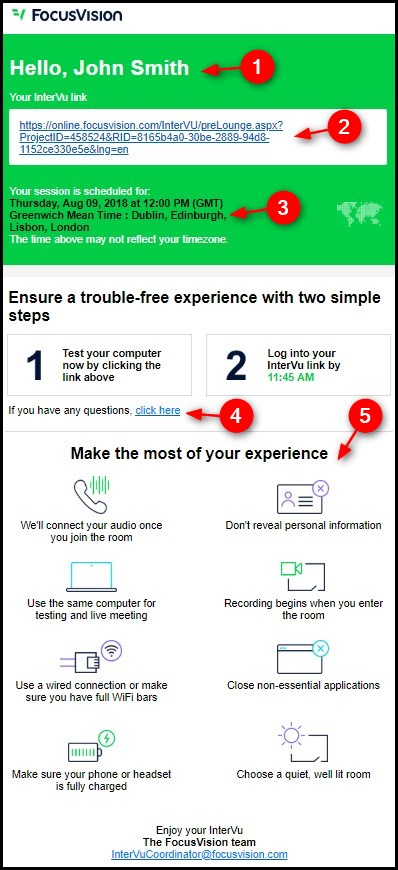 FocusVision
Hello, John Smith
1
Your InterVu link
https://online.focusvision.com/InterVU/preLounge.aspx?
ProjectID=458524&RID=8165b4a0-30be-2889-94d8-
1152ce330e5e&lng=en
2
Your session is scheduled for:
Thursday, Aug 09, 2018 at 12:00 PM (GMT)
Greenwich Mean Time : Dublin, Edinburgh,
Lisbon, London
3
The time above may not reflect your timezone.
Ensure a trouble-free experience with two simple
steps
1
Test your computer
now by clicking the
link above
2
Log into your
InterVu link by
11:45 AM
If you have any questions, click here
4
5
Make the most of your experience
We'll connect your audio once
you join the room
Don't reveal personal information
Use the same computer for
testing and live meeting
Recording begins when you enter
the room
Use a wired connection or make
sure you have full WiFi bars
Close non-essential applications
Make sure your phone or headset
is fully charged
Choose a quiet, well lit room
Enjoy your InterVu
The FocusVision team
InterVuCoordinator@focusvision.com